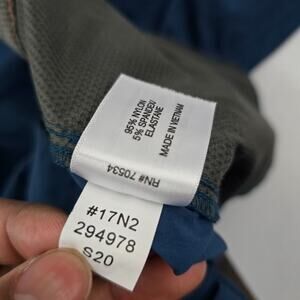 95% NYLON
5% SPANDEX/
ELASTANE
MADE IN VIETNAM
RN# 70534
#17N2
294978
S20